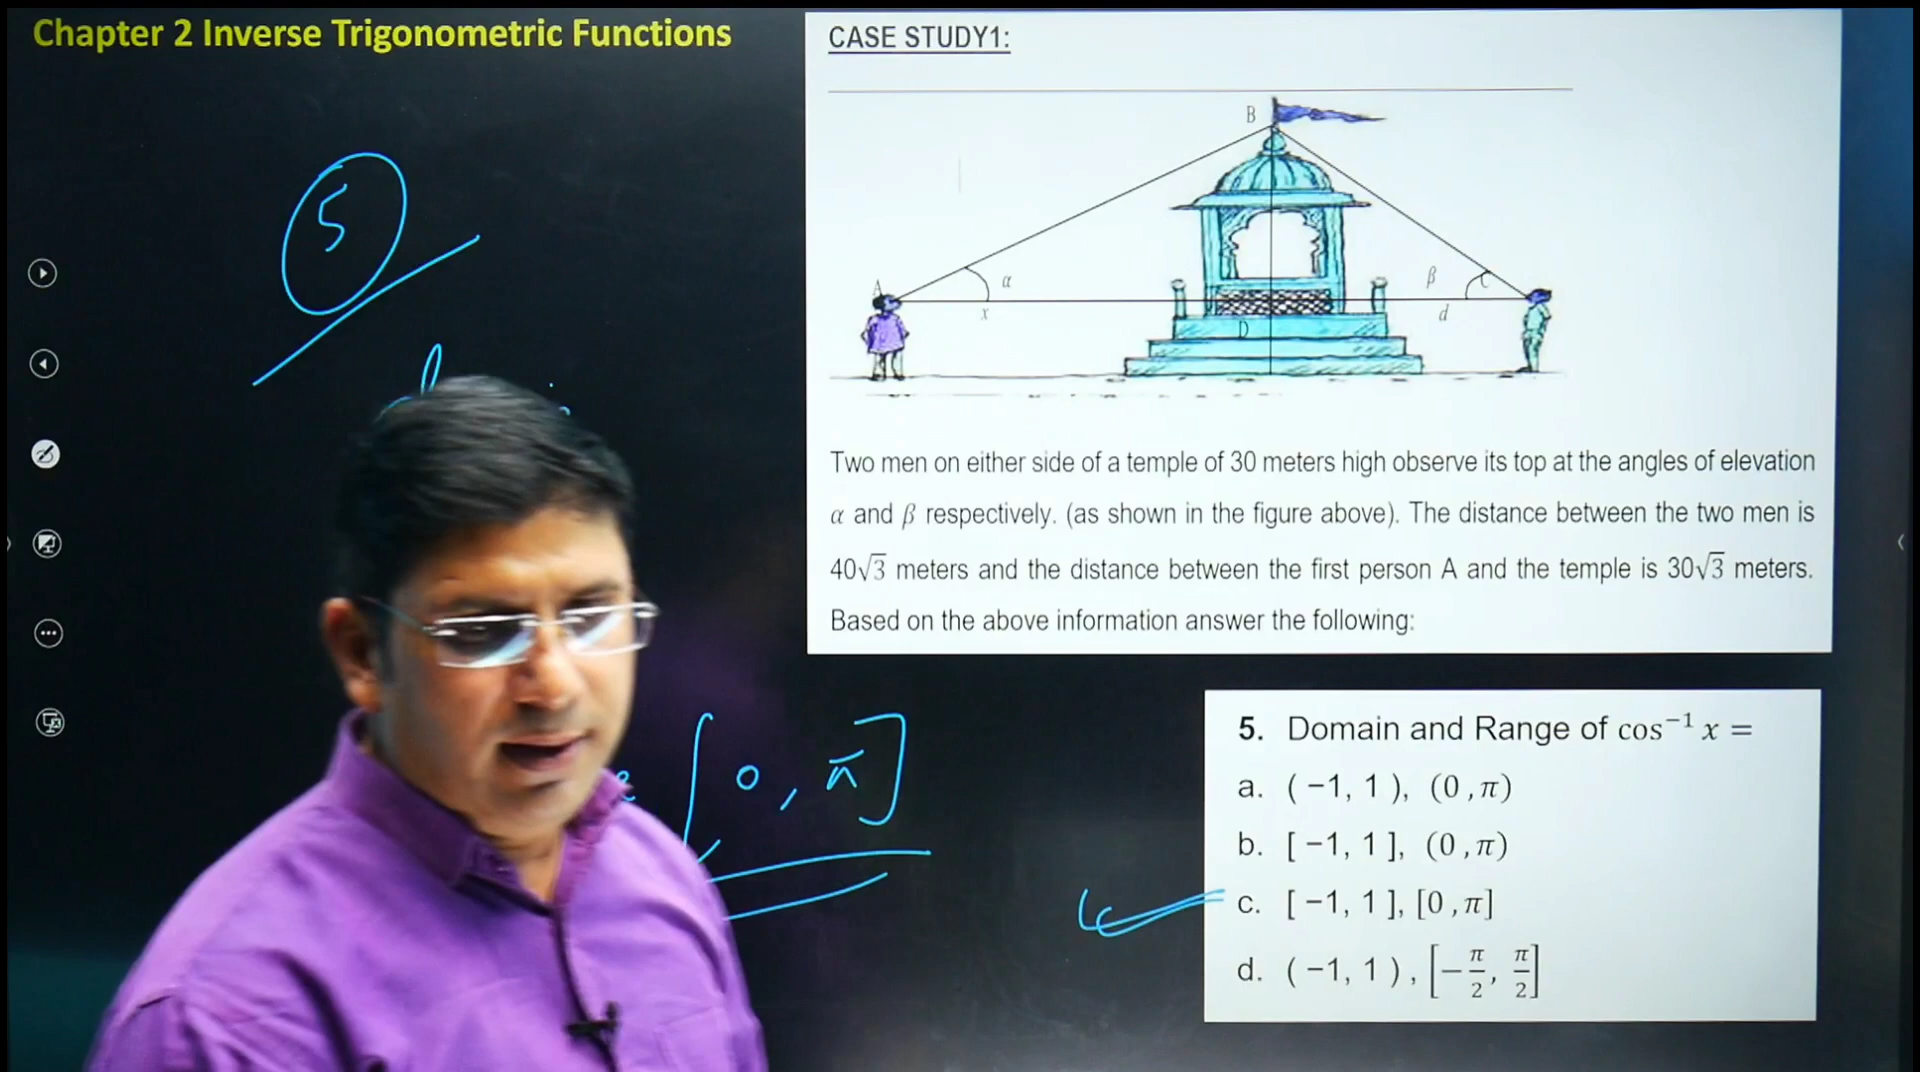 Chapter 2 Inverse Trigonometric Functions
5
[0, π]
CASE STUDY1:
B
A
α
x
D
β
C
d
Two men on either side of a temple of 30 meters high observe its top at the angles of elevation
α and β respectively. (as shown in the figure above). The distance between the two men is
40√3 meters and the distance between the first person A and the temple is 30√3 meters.
Based on the above information answer the following:
5. Domain and Range of cos⁻¹ x =
a. (−1, 1), (0, π)
b. [−1, 1], (0, π)
c. [−1, 1], [0, π]
d. (−1, 1), [−π/2, π/2]